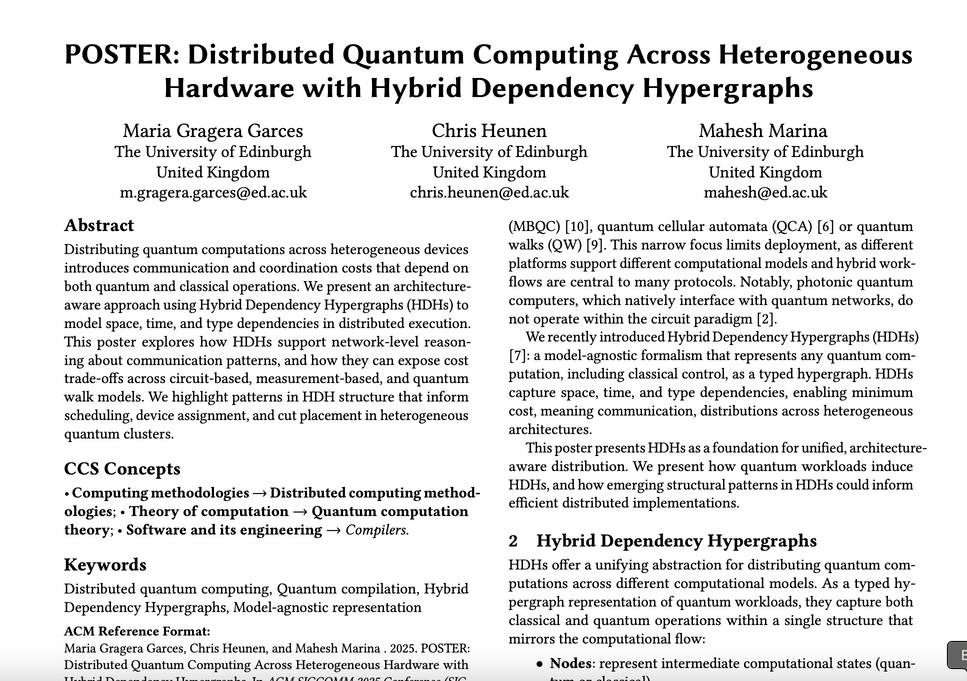 POSTER: Distributed Quantum Computing Across Heterogeneous
Hardware with Hybrid Dependency Hypergraphs
Maria Gragera Garces
The University of Edinburgh
United Kingdom
m.gragera.garces@ed.ac.uk
Chris Heunen
The University of Edinburgh
United Kingdom
chris.heunen@ed.ac.uk
Mahesh Marina
The University of Edinburgh
United Kingdom
mahesh@ed.ac.uk
Abstract
Distributing quantum computations across heterogeneous devices
introduces communication and coordination costs that depend on
both quantum and classical operations. We present an architecture-
aware approach using Hybrid Dependency Hypergraphs (HDHs) to
model space, time, and type dependencies in distributed execution.
This poster explores how HDHs support network-level reason-
ing about communication patterns, and how they can expose cost
trade-offs across circuit-based, measurement-based, and quantum
walk models. We highlight patterns in HDH structure that inform
scheduling, device assignment, and cut placement in heterogeneous
quantum clusters.
CCS Concepts
• Computing methodologies → Distributed computing method-
ologies; • Theory of computation → Quantum computation
theory; • Software and its engineering → Compilers.
Keywords
Distributed quantum computing, Quantum compilation, Hybrid
Dependency Hypergraphs, Model-agnostic representation
ACM Reference Format:
Maria Gragera Garces, Chris Heunen, and Mahesh Marina . 2025. POSTER:
Distributed Quantum Computing Across Heterogeneous Hardware with
Hybrid Dependency Hypergraphs. In ACM SIGCOMM 2025 Conference (SIG-
(MBQC) [10], quantum cellular automata (QCA) [6] or quantum
walks (QW) [9]. This narrow focus limits deployment, as different
platforms support different computational models and hybrid work-
flows are central to many protocols. Notably, photonic quantum
computers, which natively interface with quantum networks, do
not operate within the circuit paradigm [2].
We recently introduced Hybrid Dependency Hypergraphs (HDHs)
[7]: a model-agnostic formalism that represents any quantum com-
putation, including classical control, as a typed hypergraph. HDHs
capture space, time, and type dependencies, enabling minimum
cost, meaning communication, distributions across heterogeneous
architectures.
This poster presents HDHs as a foundation for unified, architecture-
aware distribution. We present how quantum workloads induce
HDHs, and how emerging structural patterns in HDHs could inform
efficient distributed implementations.
2 Hybrid Dependency Hypergraphs
HDHs offer a unifying abstraction for distributing quantum com-
putations across different computational models. As a typed hy-
pergraph representation of quantum workloads, they capture both
classical and quantum operations within a single structure that
mirrors the computational flow:
• Nodes: represent intermediate computational states (quan-
tum or classical)